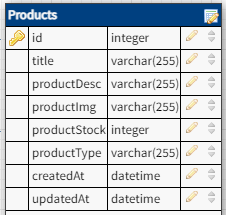 Products
id integer
title varchar(255)
productDesc varchar(255)
productImg varchar(255)
productStock integer
productType varchar(255)
createdAt datetime
updatedAt datetime